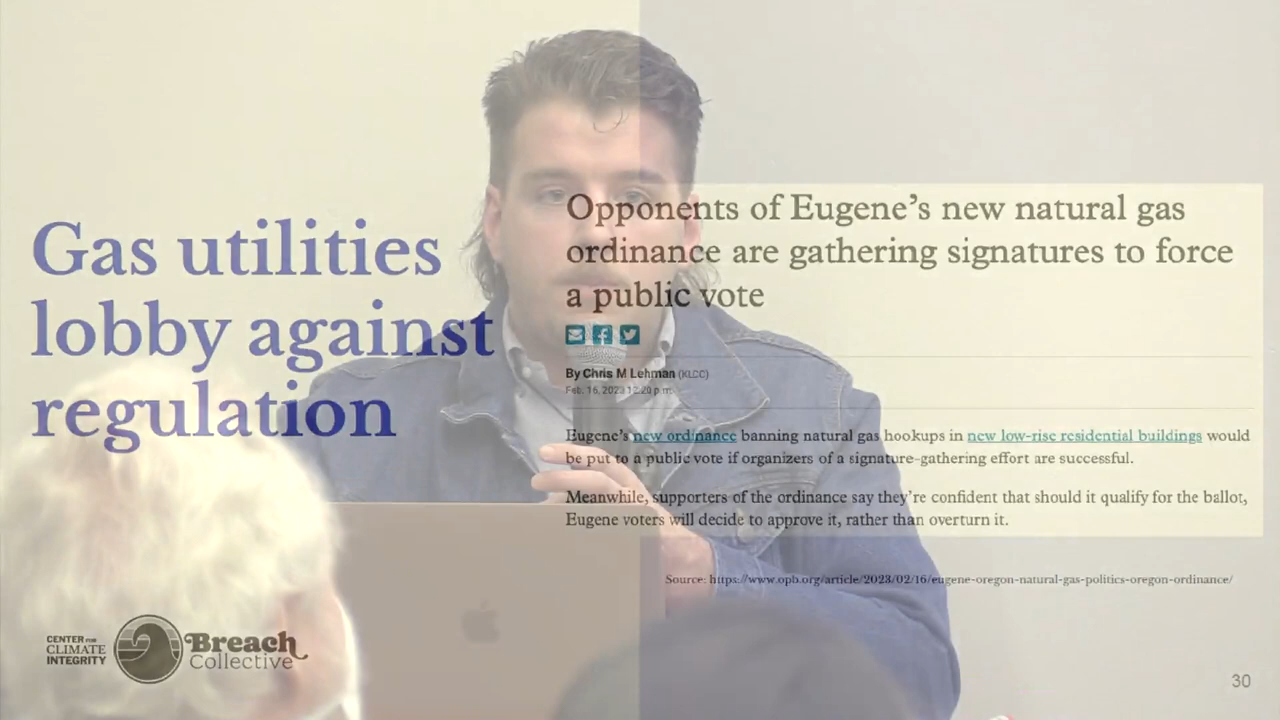 Gas utilities
lobby against
regulation
Opponents of Eugene's new natural gas
ordinance are gathering signatures to force
a public vote
By Chris M Lehman (KLCC)
Feb. 16, 2023 12:20 p.m.
Eugene's new ordinance banning natural gas hookups in new low-rise residential buildings would
be put to a public vote if organizers of a signature-gathering effort are successful.
Meanwhile, supporters of the ordinance say they're confident that should it qualify for the ballot,
Eugene voters will decide to approve it, rather than overturn it.
Source: https://www.opb.org/article/2023/02/16/eugene-oregon-natural-gas-politics-oregon-ordinance/
CENTER FOR
CLIMATE
INTEGRITY
Breach
Collective
30